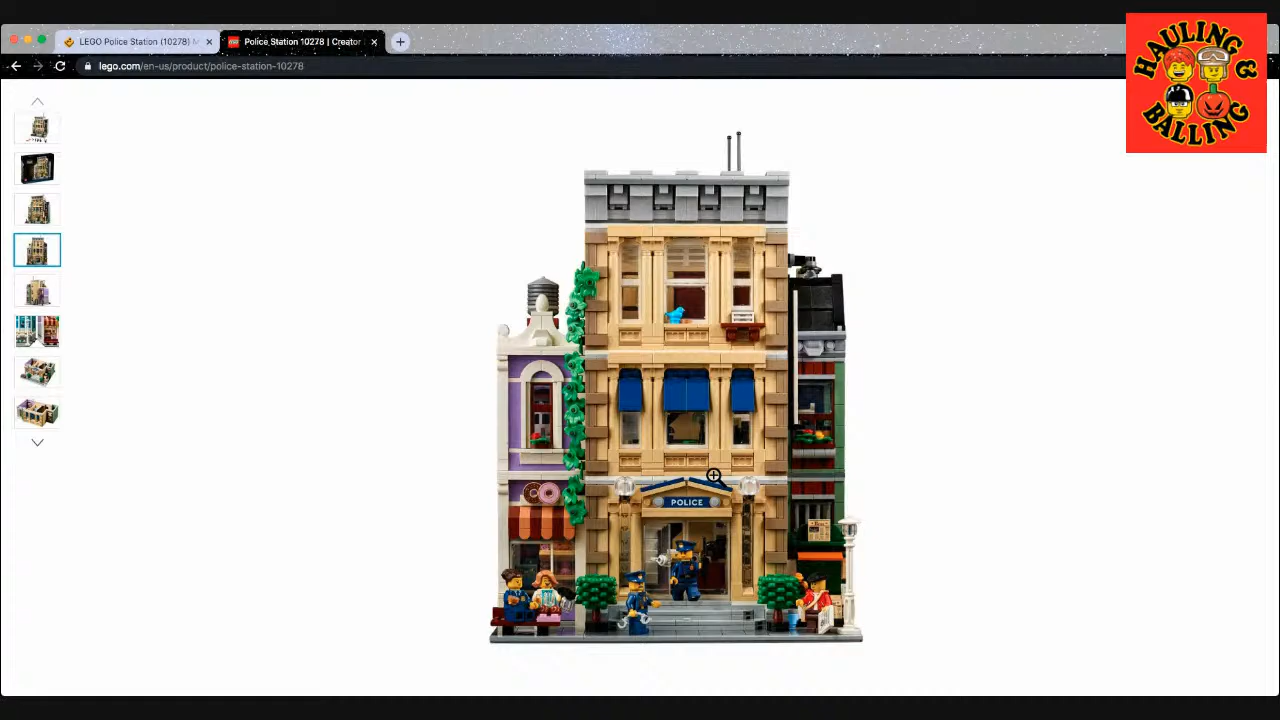 LEGO Police Station (10278) M
Police Station 10278 | Creator
lego.com/en-us/product/police-station-10278
HAULING &
BALLING
POLICE